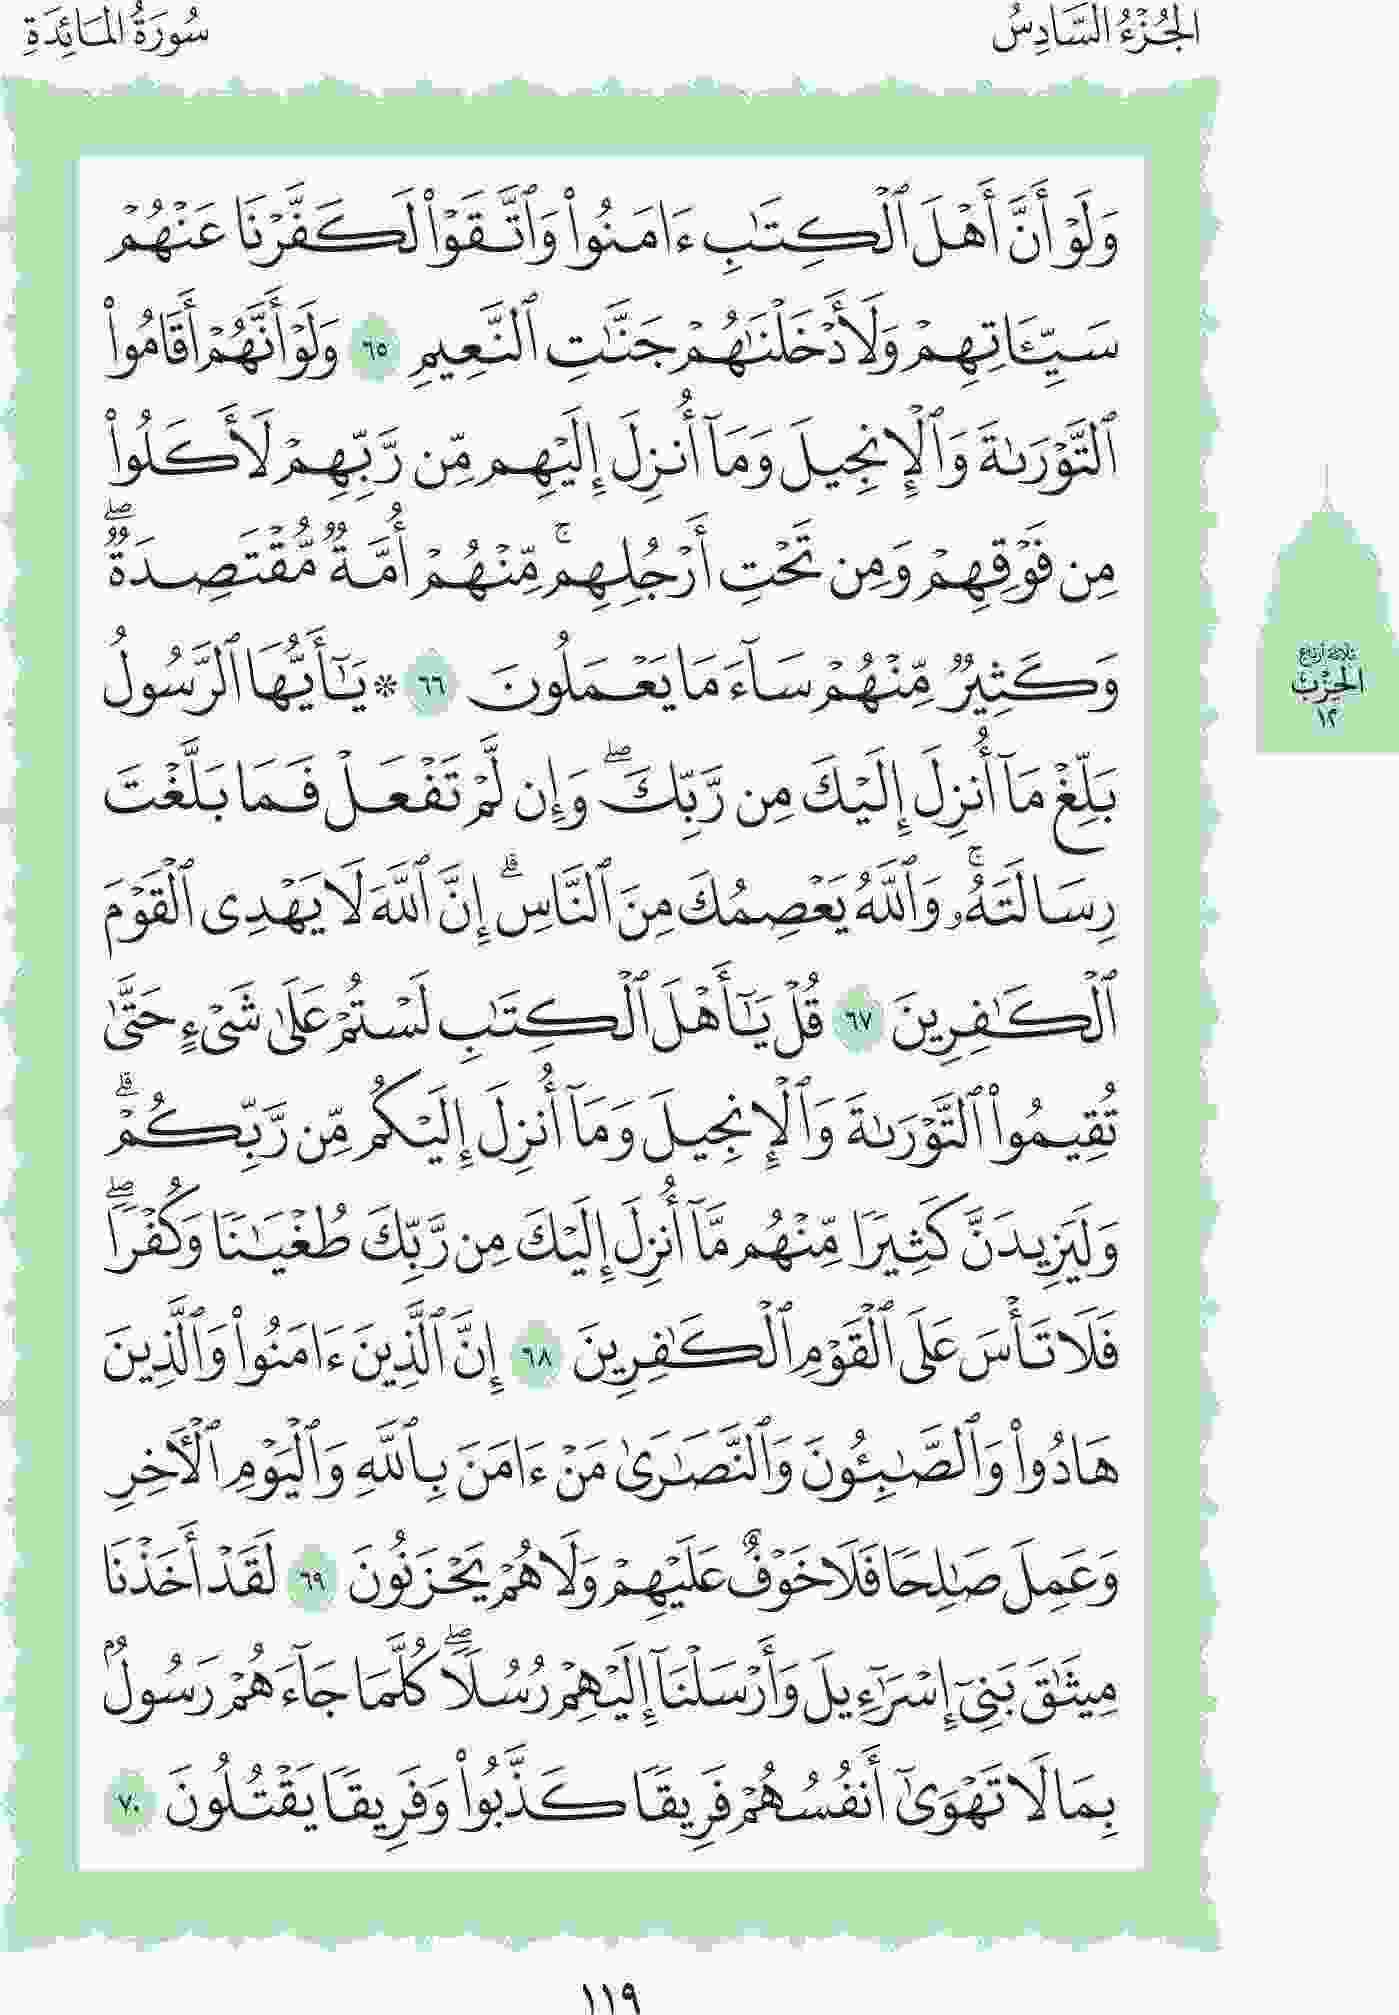 الجُزْءُ السَّادِسُ
سُورَةُ المَائِدَةِ
وَلَوْ أَنَّ أَهْلَ ٱلْكِتَٰبِ ءَامَنُوا۟ وَٱتَّقَوْا۟ لَكَفَّرْنَا عَنْهُمْ
سَيِّـَٔاتِهِمْ وَلَأَدْخَلْنَٰهُمْ جَنَّٰتِ ٱلنَّعِيمِ ٦٥ وَلَوْ أَنَّهُمْ أَقَامُوا۟
ٱلتَّوْرَىٰةَ وَٱلْإِنجِيلَ وَمَآ أُنزِلَ إِلَيْهِم مِّن رَّبِّهِمْ لَأَكَلُوا۟
مِن فَوْقِهِمْ وَمِن تَحْتِ أَرْجُلِهِم ۚ مِّنْهُمْ أُمَّةٌ مُّقْتَصِدَةٌ ۖ
وَكَثِيرٌ مِّنْهُمْ سَآءَ مَا يَعْمَلُونَ ٦٦ * يَٰٓأَيُّهَا ٱلرَّسُولُ
بَلِّغْ مَآ أُنزِلَ إِلَيْكَ مِن رَّبِّكَ ۖ وَإِن لَّمْ تَفْعَلْ فَمَا بَلَّغْتَ
رِسَالَتَهُۥ ۚ وَٱللَّهُ يَعْصِمُكَ مِنَ ٱلنَّاسِ ۗ إِنَّ ٱللَّهَ لَا يَهْدِى ٱلْقَوْمَ
ٱلْكَٰفِرِينَ ٦٧ قُلْ يَٰٓأَهْلَ ٱلْكِتَٰبِ لَسْتُمْ عَلَىٰ شَىْءٍ حَتَّىٰ
تُقِيمُوا۟ ٱلتَّوْرَىٰةَ وَٱلْإِنجِيلَ وَمَآ أُنزِلَ إِلَيْكُم مِّن رَّبِّكُمْ ۗ
وَلَيَزِيدَنَّ كَثِيرًا مِّنْهُم مَّآ أُنزِلَ إِلَيْكَ مِن رَّبِّكَ طُغْيَٰنًا وَكُفْرًا ۖ
فَلَا تَأْسَ عَلَى ٱلْقَوْمِ ٱلْكَٰفِرِينَ ٦٨ إِنَّ ٱلَّذِينَ ءَامَنُوا۟ وَٱلَّذِينَ
هَادُوا۟ وَٱلصَّٰبِـُٔونَ وَٱلنَّصَٰرَىٰ مَنْ ءَامَنَ بِٱللَّهِ وَٱلْيَوْمِ ٱلْـَٔاخِرِ
وَعَمِلَ صَٰلِحًا فَلَا خَوْفٌ عَلَيْهِمْ وَلَا هُمْ يَحْزَنُونَ ٦٩ لَقَدْ أَخَذْنَا
مِيثَٰقَ بَنِىٓ إِسْرَٰٓءِيلَ وَأَرْسَلْنَآ إِلَيْهِمْ رُسُلًا ۖ كُلَّمَا جَآءَهُمْ رَسُولٌۢ
بِمَا لَا تَهْوَىٰٓ أَنفُسُهُمْ فَرِيقًا كَذَّبُوا۟ وَفَرِيقًا يَقْتُلُونَ ٧٠
ثلاثة أرباع
الحِزْب
١٢
١١٩